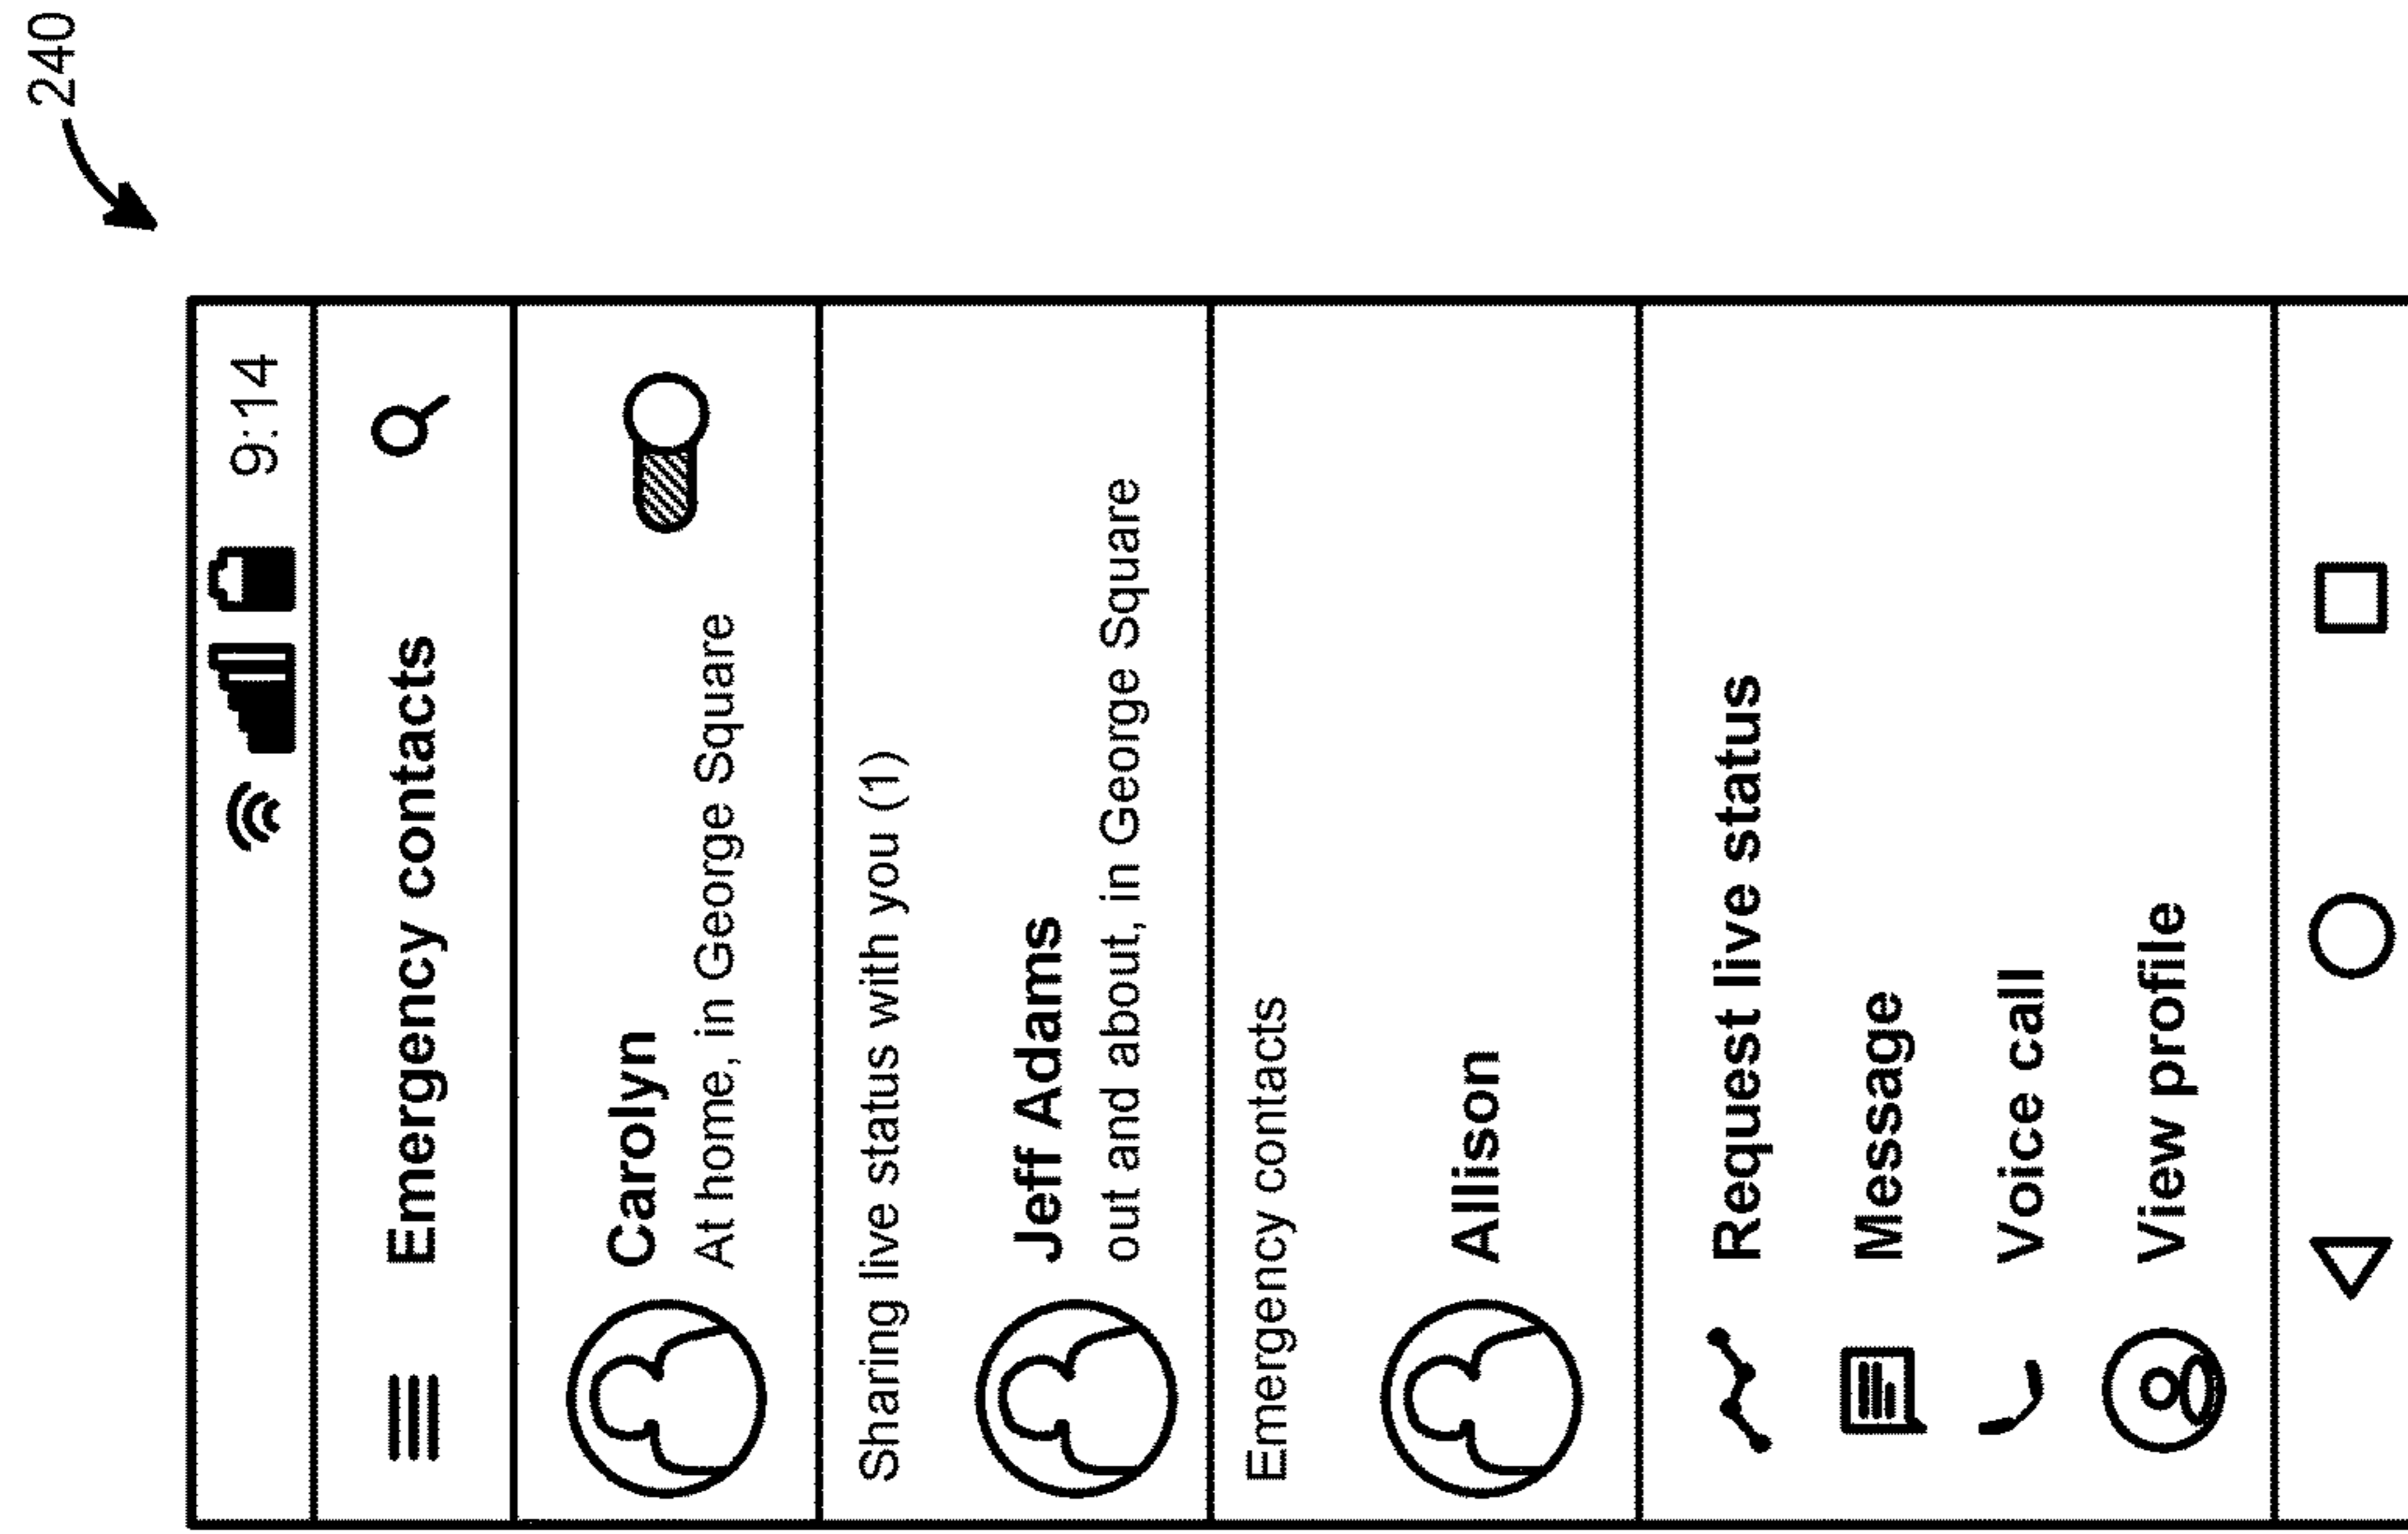 240
9:14
Emergency contacts
Carolyn
At home, in George Square
Sharing live status with you (1)
Jeff Adams
out and about, in George Square
Emergency contacts
Allison
Request live status
Message
Voice call
View profile